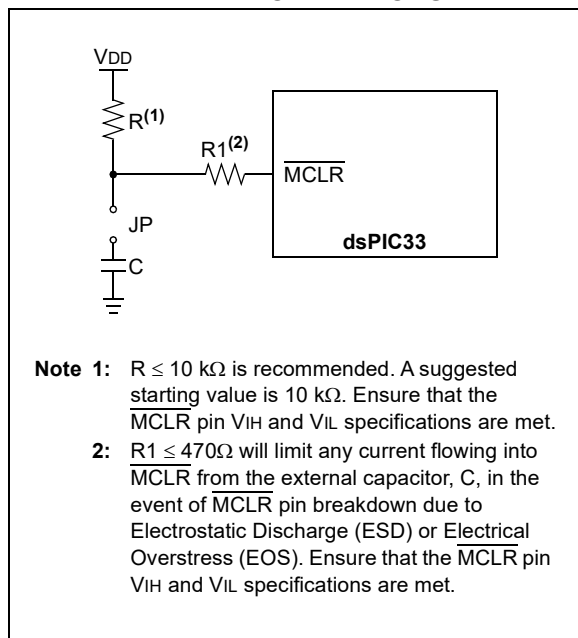 VDD
R(1)
R1(2)
MCLR
JP
dsPIC33
C
Note 1: R ≤ 10 kΩ is recommended. A suggested
starting value is 10 kΩ. Ensure that the
MCLR pin VIH and VIL specifications are met.
2: R1 ≤ 470Ω will limit any current flowing into
MCLR from the external capacitor, C, in the
event of MCLR pin breakdown due to
Electrostatic Discharge (ESD) or Electrical
Overstress (EOS). Ensure that the MCLR pin
VIH and VIL specifications are met.